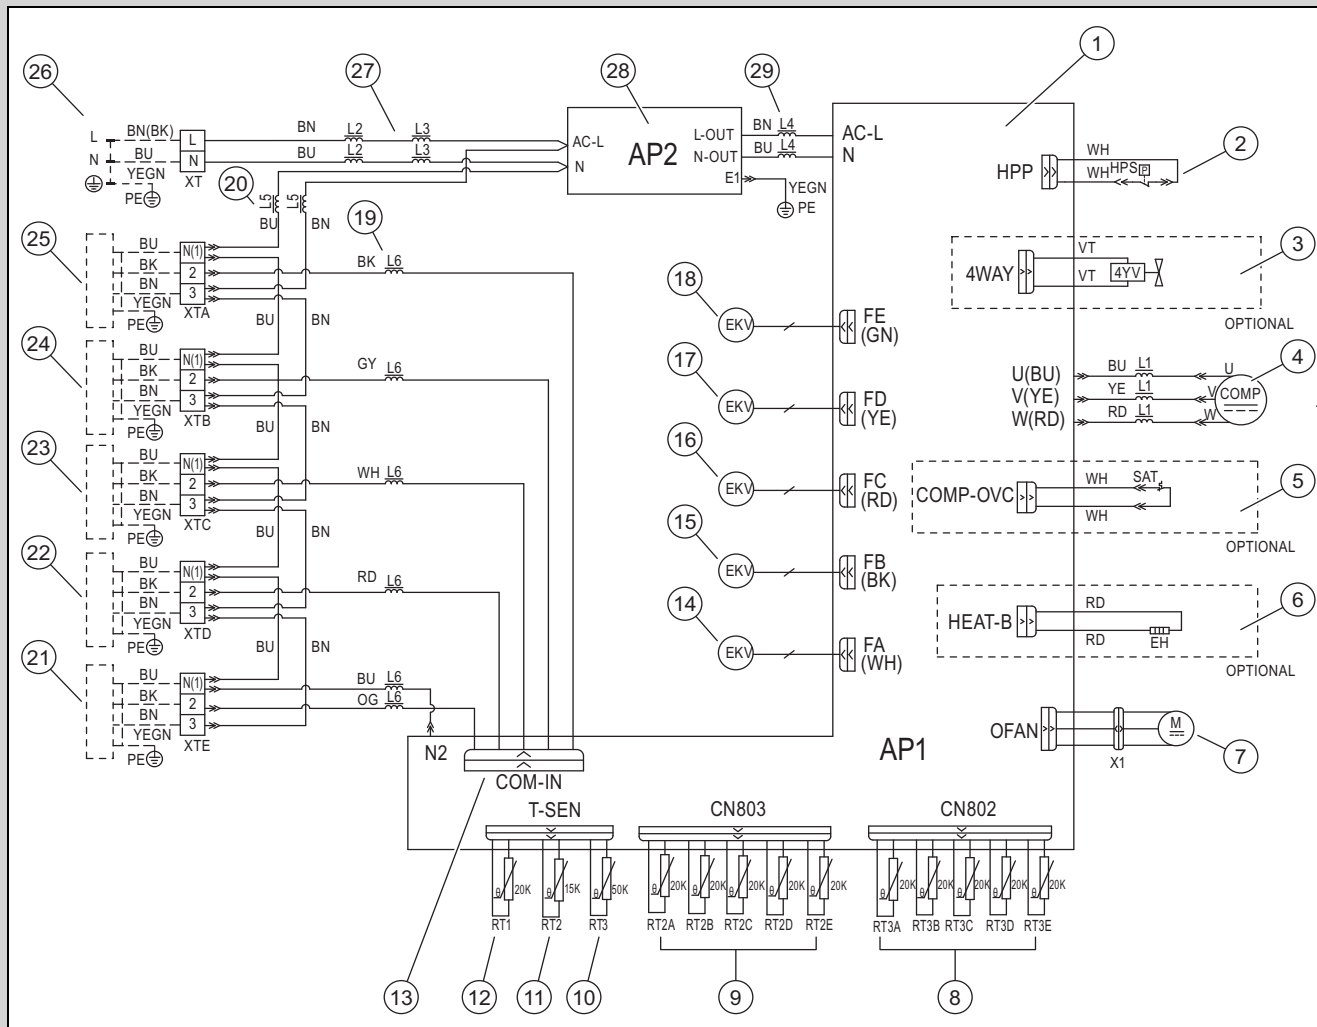 26
27
28
29
1
L
BN(BK)
L
BN
L2
L3
AC-L
AP2
L-OUT
BN
L4
AC-L
N
BU
N
BU
L2
L3
N
N-OUT
BU
L4
N
YEGN
XT
PE
E1
YEGN
PE
HPP
WH
WH
HPS
P
2
20
L5
L5
BU
BN
19
25
BU
N(1)
BK
2
BN
3
YEGN
XTA
PE
BK
L6
BU
BN
4WAY
VT
VT
4YV
3
OPTIONAL
18
EKV
FE
(GN)
24
BU
N(1)
BK
2
BN
3
YEGN
XTB
PE
GY
L6
BU
BN
17
EKV
FD
(YE)
U(BU)
BU
L1
U
V(YE)
YE
L1
V
W(RD)
RD
L1
W
COMP
4
23
BU
N(1)
BK
2
BN
3
YEGN
XTC
PE
WH
L6
BU
BN
16
EKV
FC
(RD)
COMP-OVC
WH
SAT
WH
5
OPTIONAL
22
BU
N(1)
BK
2
BN
3
YEGN
XTD
PE
RD
L6
BU
BN
15
EKV
FB
(BK)
14
EKV
FA
(WH)
HEAT-B
RD
RD
EH
6
OPTIONAL
21
BU
N(1)
BK
2
BN
3
YEGN
XTE
PE
BU
L6
OG
L6
N2
COM-IN
AP1
OFAN
X1
M
7
T-SEN
CN803
CN802
θ
20K
θ
15K
θ
50K
θ
20K
θ
20K
θ
20K
θ
20K
θ
20K
θ
20K
θ
20K
θ
20K
θ
20K
θ
20K
RT1
RT2
RT3
RT2A
RT2B
RT2C
RT2D
RT2E
RT3A
RT3B
RT3C
RT3D
RT3E
13
12
11
10
9
8